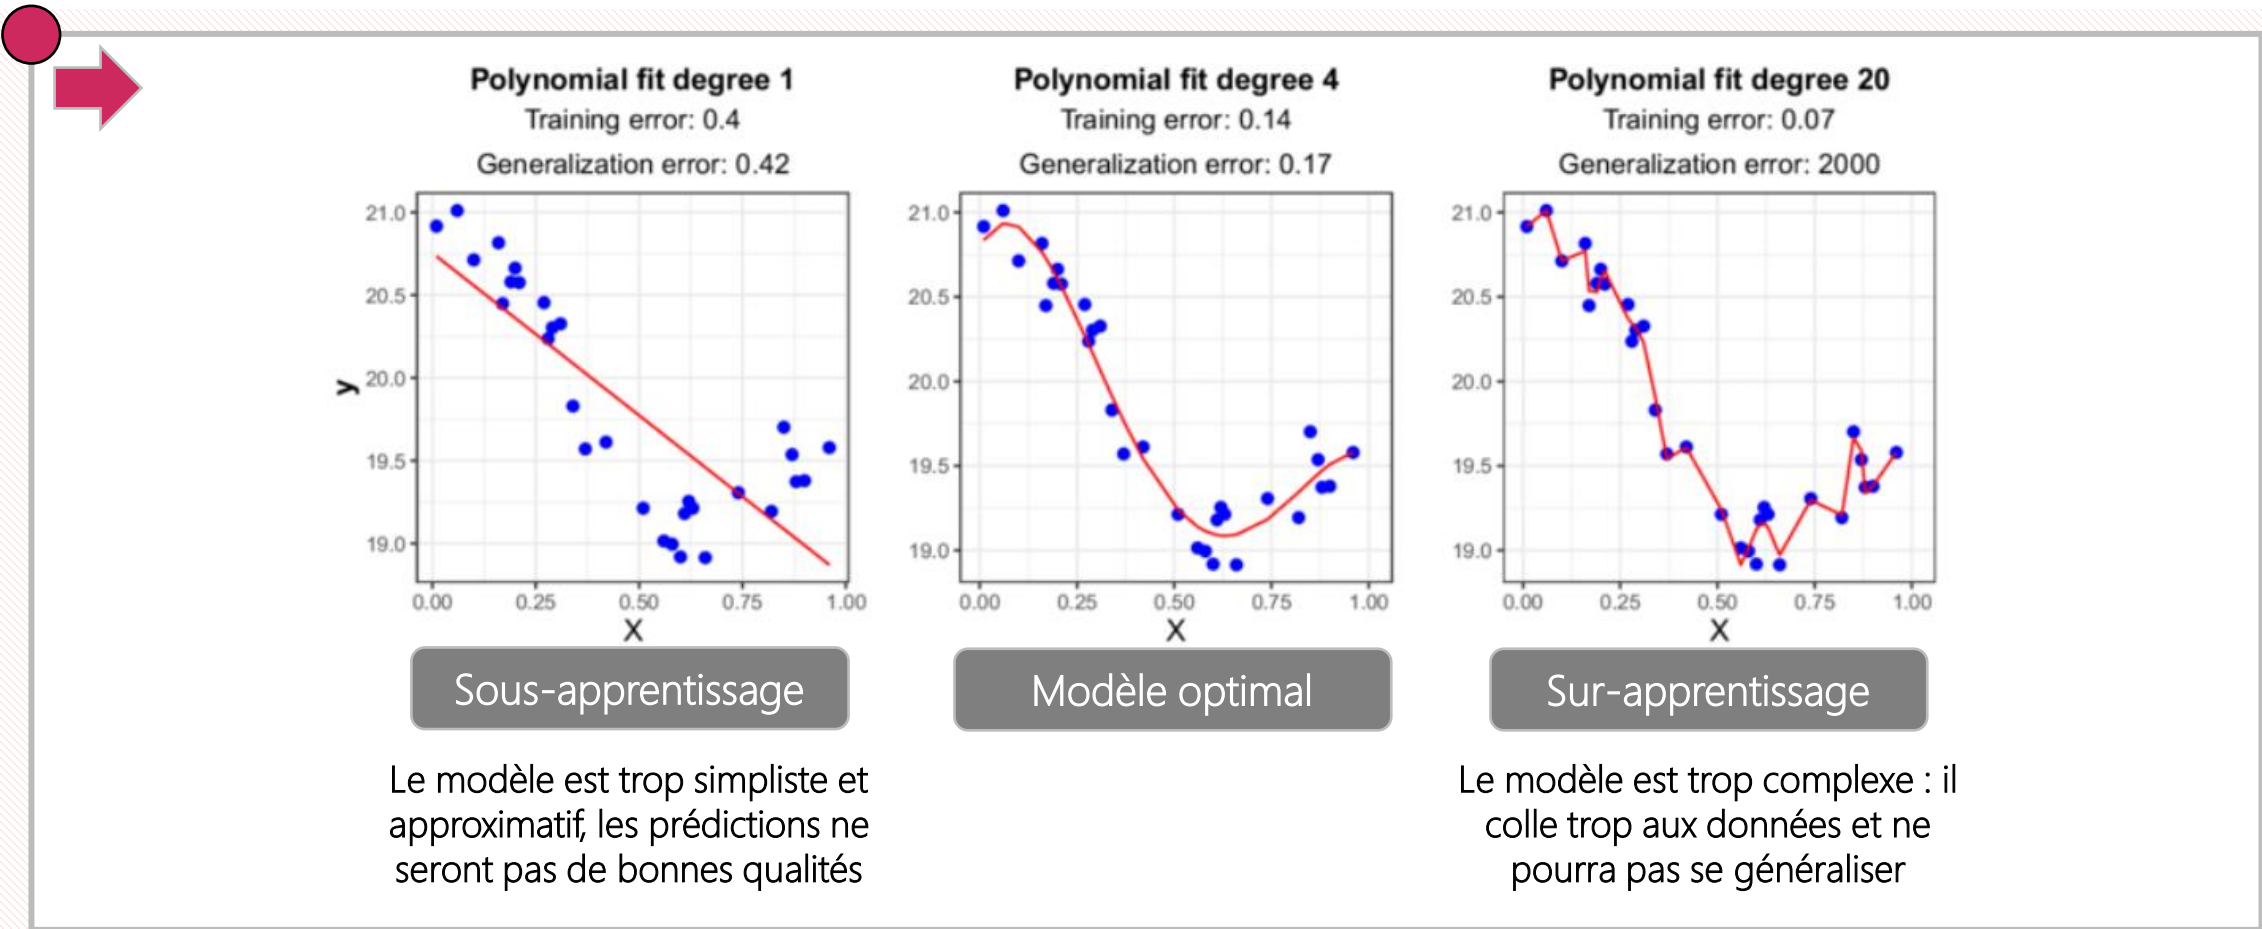 Polynomial fit degree 1
Training error: 0.4
Generalization error: 0.42
21.0
20.5
20.0
19.5
19.0
y
0.00 0.25 0.50 0.75 1.00
X
Sous-apprentissage
Le modèle est trop simpliste et
approximatif, les prédictions ne
seront pas de bonnes qualités
Polynomial fit degree 4
Training error: 0.14
Generalization error: 0.17
21.0
20.5
20.0
19.5
19.0
0.00 0.25 0.50 0.75 1.00
X
Modèle optimal
Polynomial fit degree 20
Training error: 0.07
Generalization error: 2000
21.0
20.5
20.0
19.5
19.0
0.00 0.25 0.50 0.75 1.00
X
Sur-apprentissage
Le modèle est trop complexe : il
colle trop aux données et ne
pourra pas se généraliser